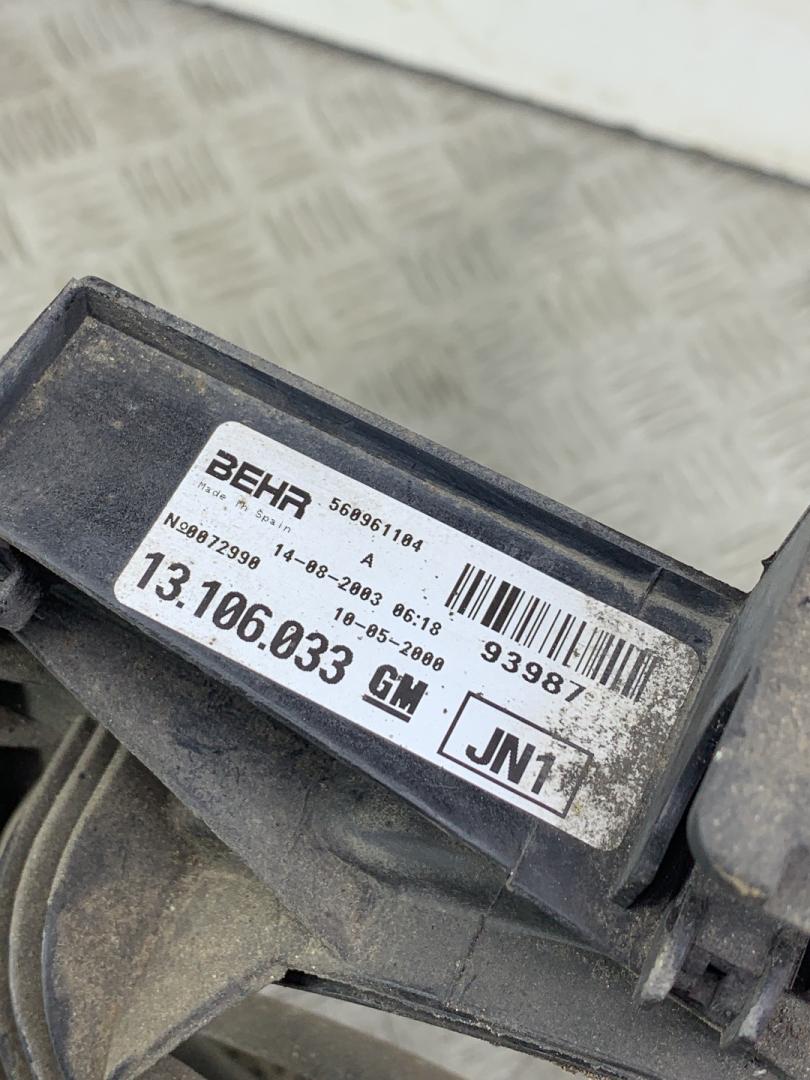 BEHR 560961104
Made in Spain A
№0072990 14-08-2003 06:18
10-05-2000 93987
13.106.033 GM JN1